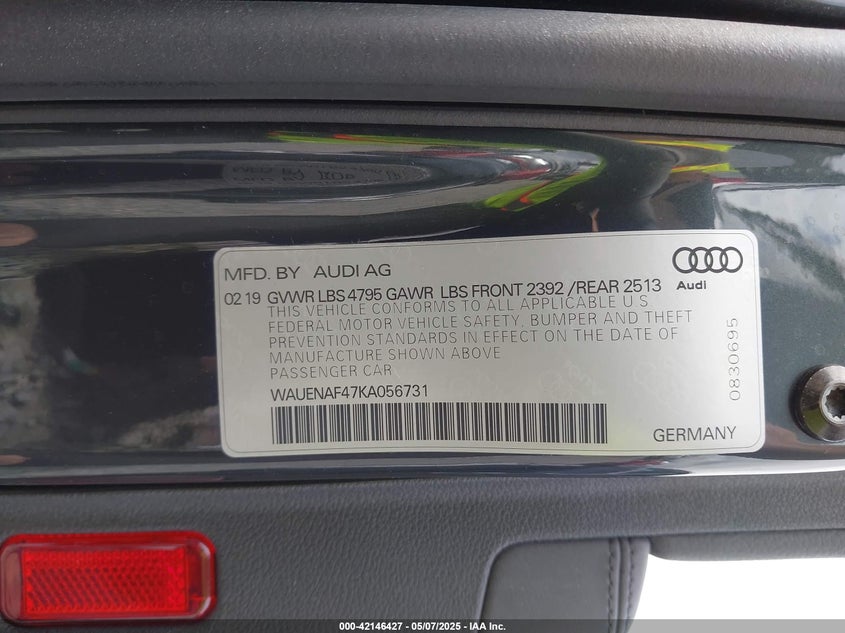 MFD. BY AUDI AG
Audi
02 19 GVWR LBS 4795 GAWR LBS FRONT 2392 /REAR 2513
THIS VEHICLE CONFORMS TO ALL APPLICABLE U.S.
FEDERAL MOTOR VEHICLE SAFETY, BUMPER AND THEFT
PREVENTION STANDARDS IN EFFECT ON THE DATE OF
MANUFACTURE SHOWN ABOVE
PASSENGER CAR
WAUENAF47KA056731
GERMANY
0830695
000-42146427 - 05/07/2025 - IAA Inc.